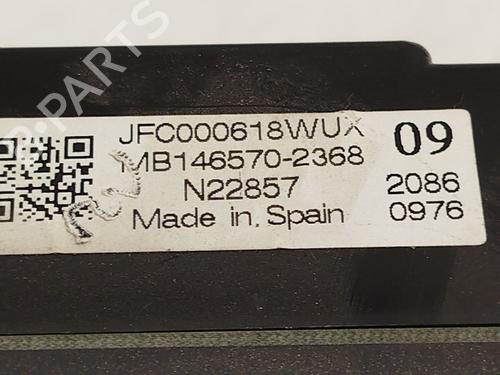 B-PARTS
JFC000618WUX
MB146570-2368
N22857
Made in. Spain
09
2086
0976